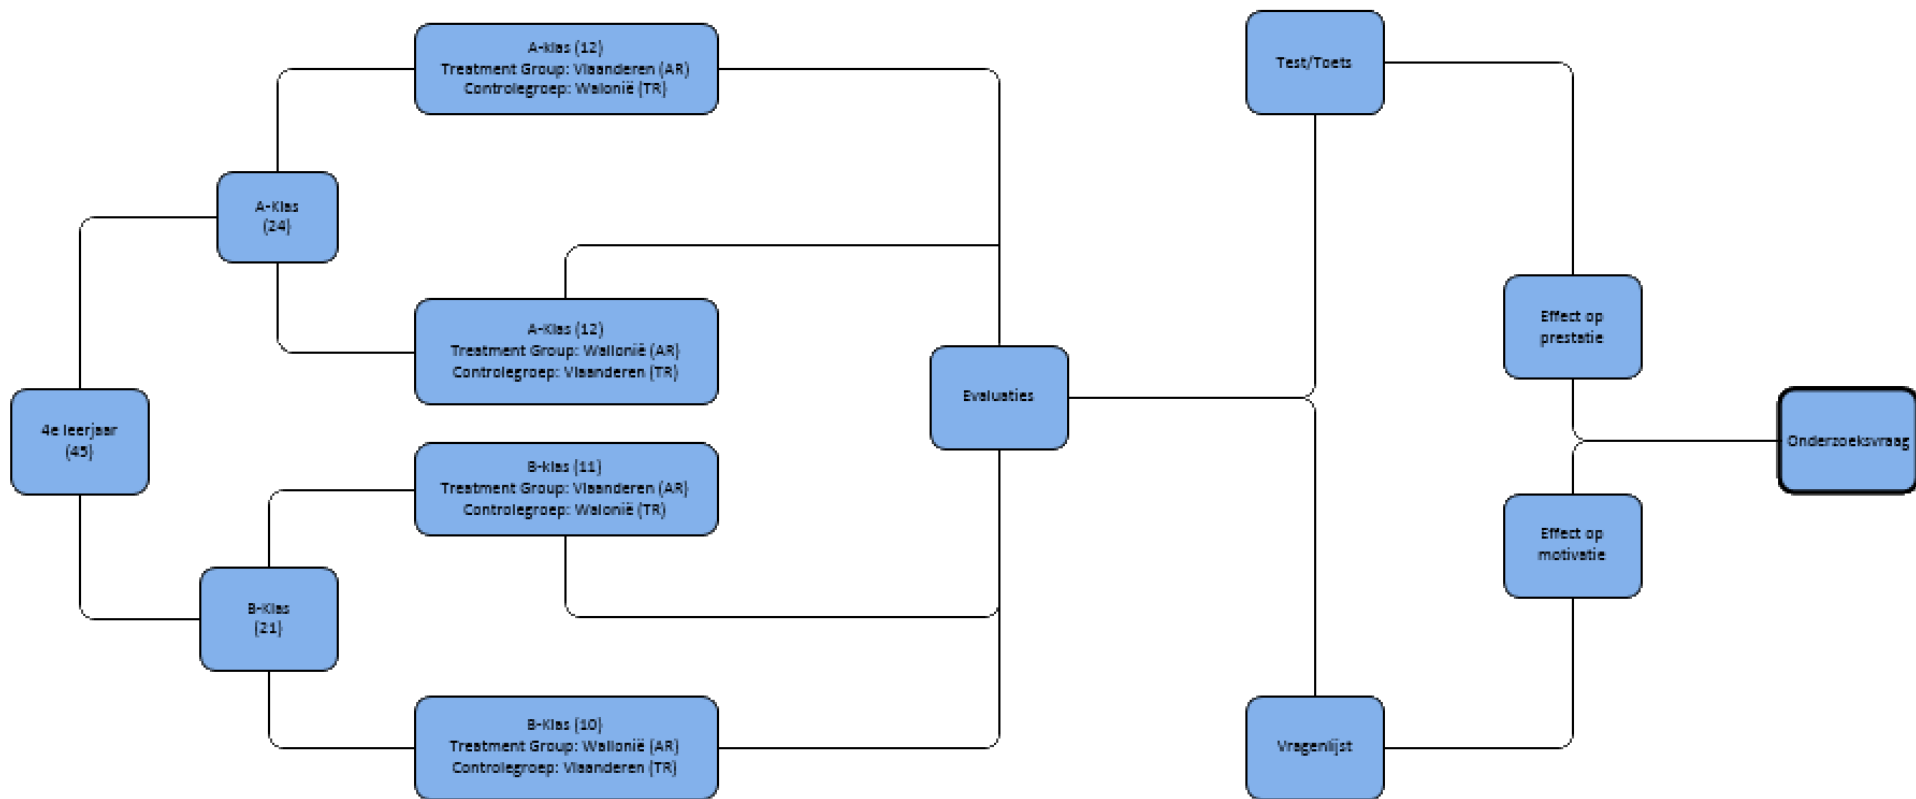 A-klas (12)
Treatment Group: Vlaanderen (AR)
Controlegroep: Walonië (TR)
A-Klas
(24)
A-Klas (12)
Treatment Group: Wallonië (AR)
Controlegroep: Vlaanderen (TR)
4e leerjaar
(45)
B-klas (11)
Treatment Group: Vlaanderen (AR)
Controlegroep: Walonië (TR)
B-Klas
(21)
B-Klas (10)
Treatment Group: Wallonië (AR)
Controlegroep: Vlaanderen (TR)
Evaluaties
Test/Toets
Vragenlijst
Effect op
prestatie
Effect op
motivatie
Onderzoeksvraag